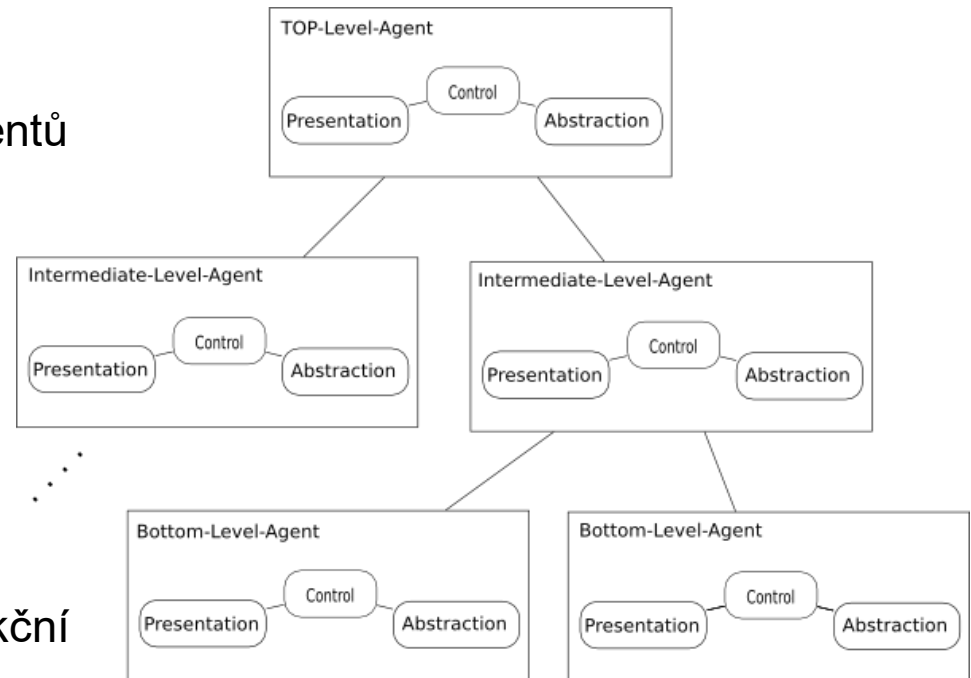 TOP-Level-Agent
Control
Presentation
Abstraction
entů
Intermediate-Level-Agent
Control
Presentation
Abstraction
Intermediate-Level-Agent
Control
Presentation
Abstraction
. . . .
Bottom-Level-Agent
Control
Presentation
Abstraction
Bottom-Level-Agent
Control
Presentation
Abstraction
kční